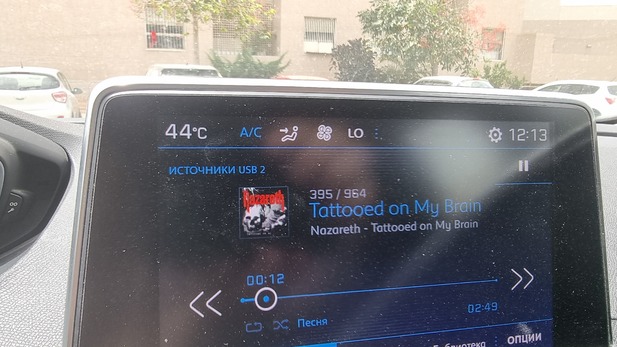 44°C A/C LO 12:13
ИСТОЧНИКИ USB 2
395 / 964
Nazareth
Tattooed on My Brain
Nazareth - Tattooed on My Brain
00:12
02:49
Песня
Библиотека ОПЦИИ